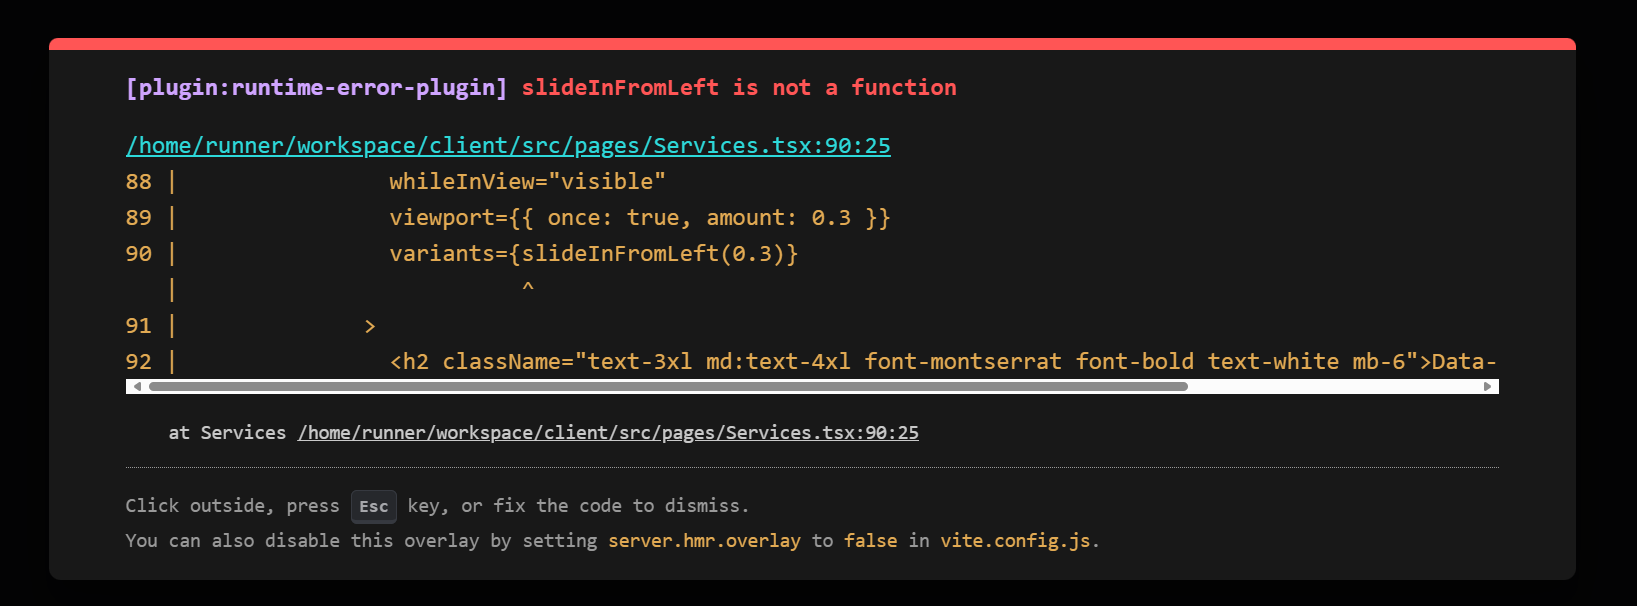 [plugin:runtime-error-plugin] slideInFromLeft is not a function
/home/runner/workspace/client/src/pages/Services.tsx:90:25
88 |                whileInView="visible"
89 |                viewport={{ once: true, amount: 0.3 }}
90 |                variants={slideInFromLeft(0.3)}
   |                          ^
91 |              >
92 |                <h2 className="text-3xl md:text-4xl font-montserrat font-bold text-white mb-6">Data-
at Services /home/runner/workspace/client/src/pages/Services.tsx:90:25
Click outside, press Esc key, or fix the code to dismiss.
You can also disable this overlay by setting server.hmr.overlay to false in vite.config.js.